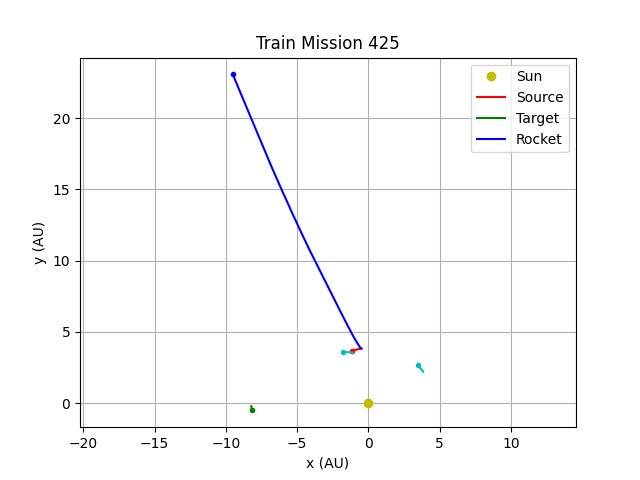 Train Mission 425
Sun
Source
Target
Rocket
20
15
10
5
0
y (AU)
−20
−15
−10
−5
0
5
10
x (AU)